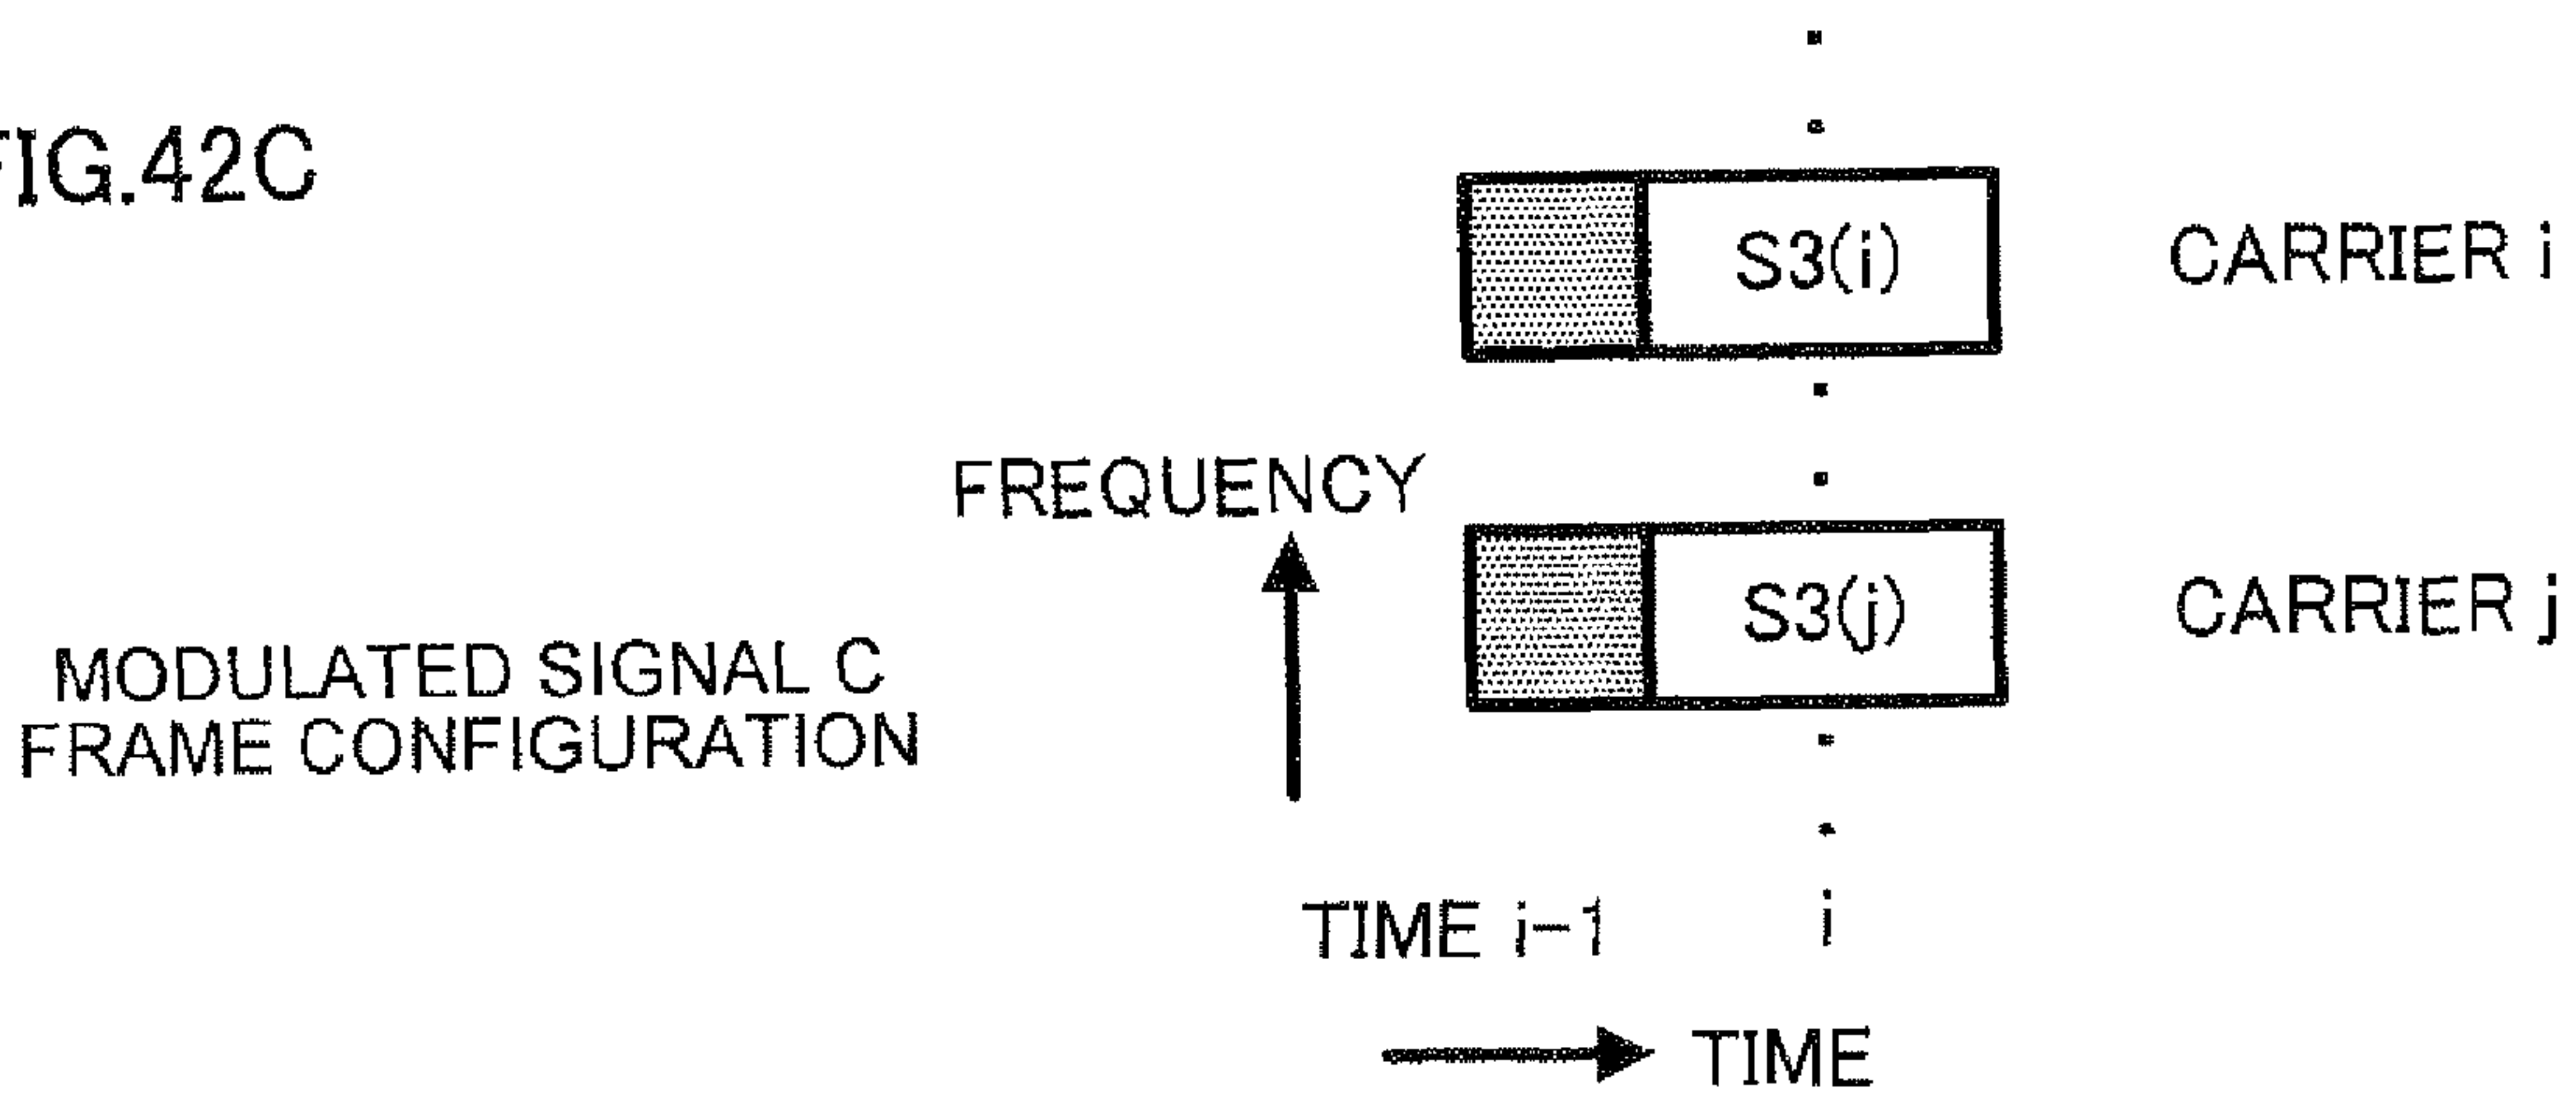 FIG.42C
S3(i) CARRIER i
FREQUENCY
S3(j) CARRIER j
MODULATED SIGNAL C
FRAME CONFIGURATION
TIME i-1 i
TIME